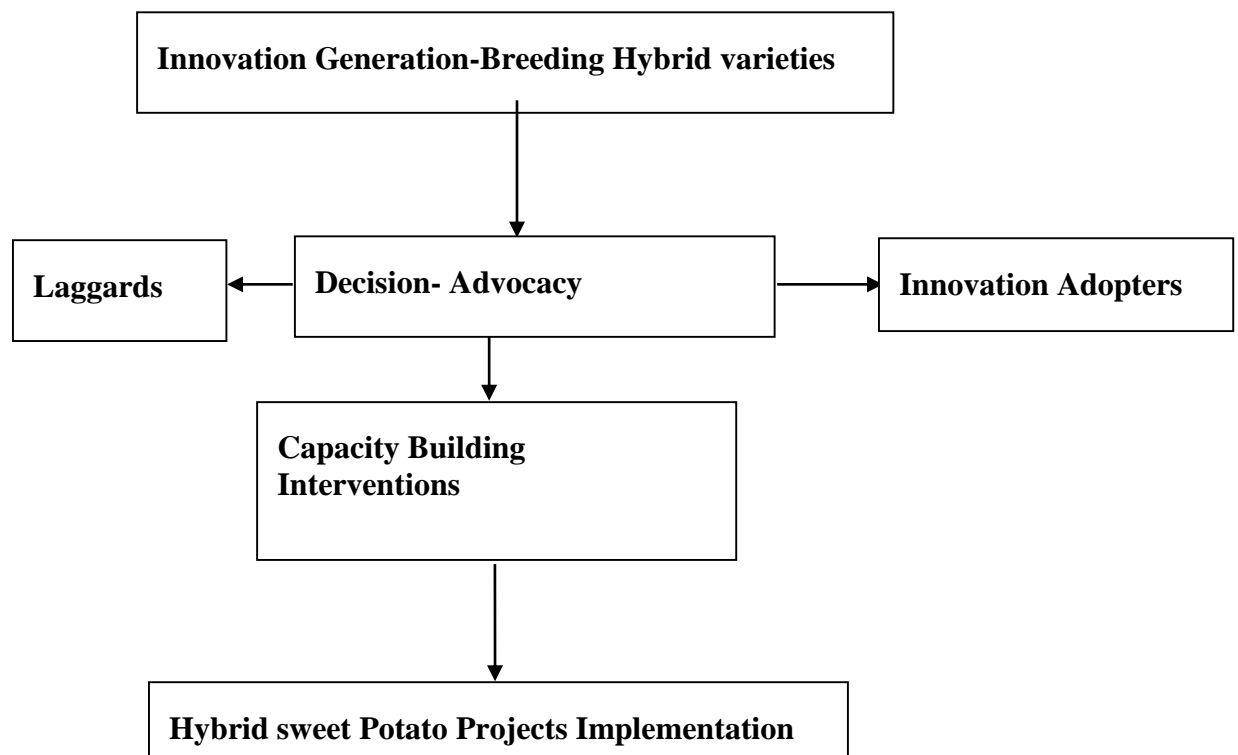 Innovation Generation-Breeding Hybrid varieties
Laggards
Decision- Advocacy
Innovation Adopters
Capacity Building
Interventions
Hybrid sweet Potato Projects Implementation